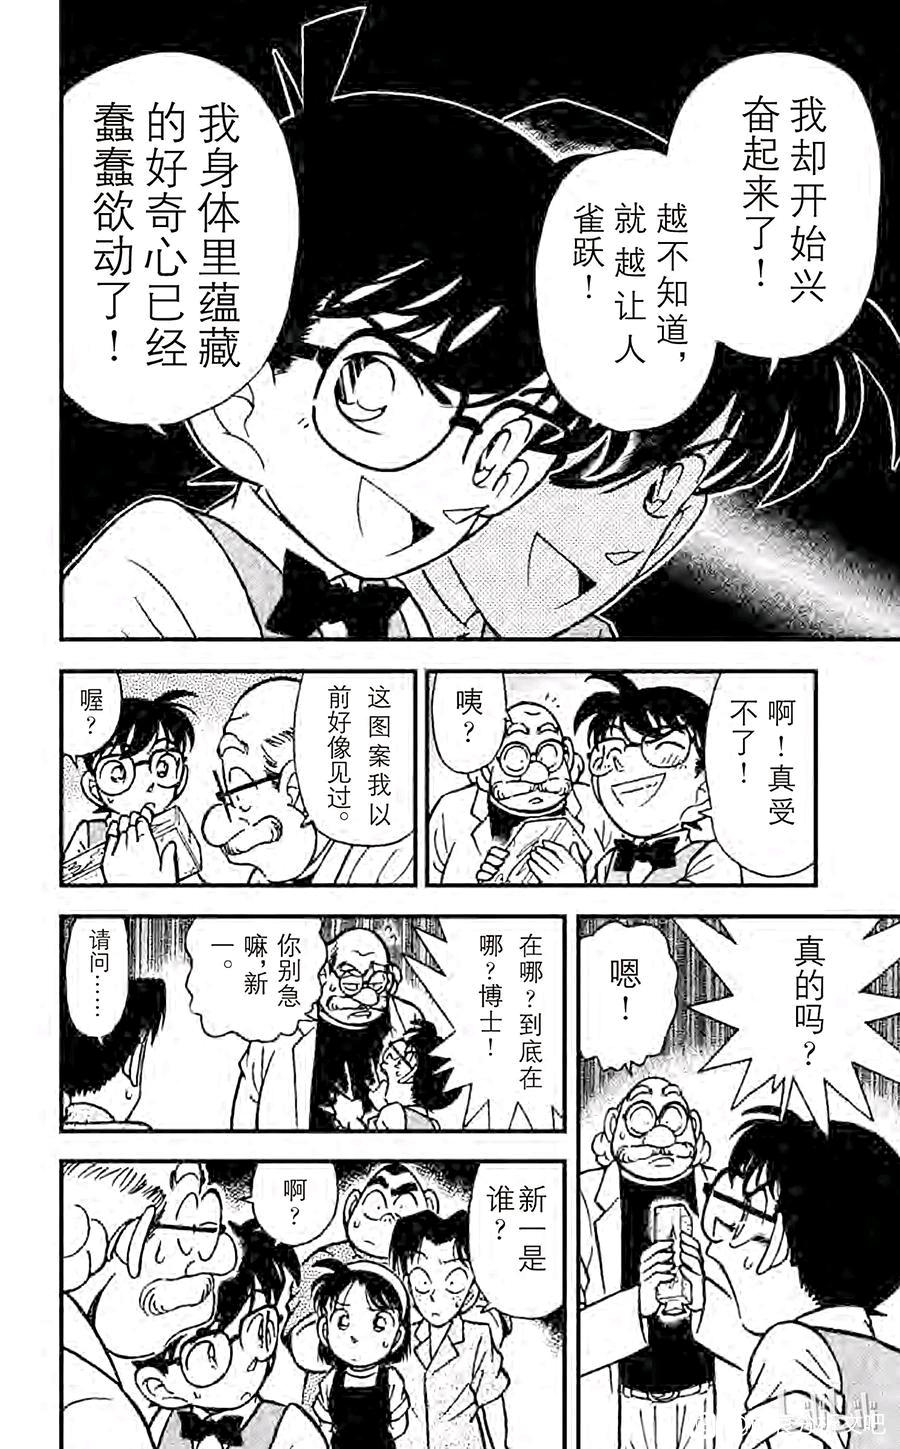 我却开始兴
奋起来了！
越不知道，
就越让人
雀跃！
我身体里蕴藏
的好奇心已经
蠢蠢欲动了！
啊！真受
不了！
咦？
这图案我以
前好像见过。
喔？
真的吗？
嗯！
在哪？到底在
哪？博士！
你别急
嘛，新
一。
请问……
新一是
谁？
啊？